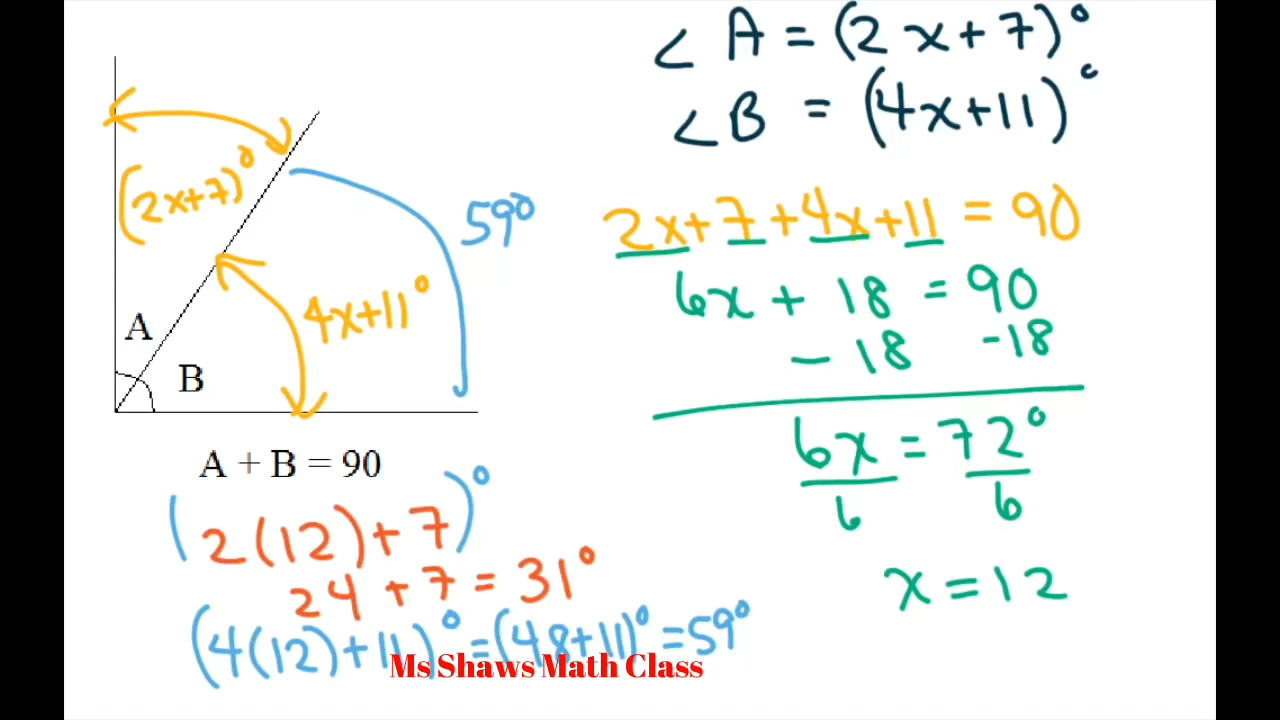 ∠A = (2x+7)°
∠B = (4x+11)°
(2x+7)°
59°
4x+11°
A
B
A + B = 90
2x+7+4x+11 = 90
6x + 18 = 90
- 18 -18
6x = 72°
6 6
x = 12
(2(12)+7)°
24 + 7 = 31°
(4(12)+11)° = (48+11)° = 59°
Ms Shaws Math Class